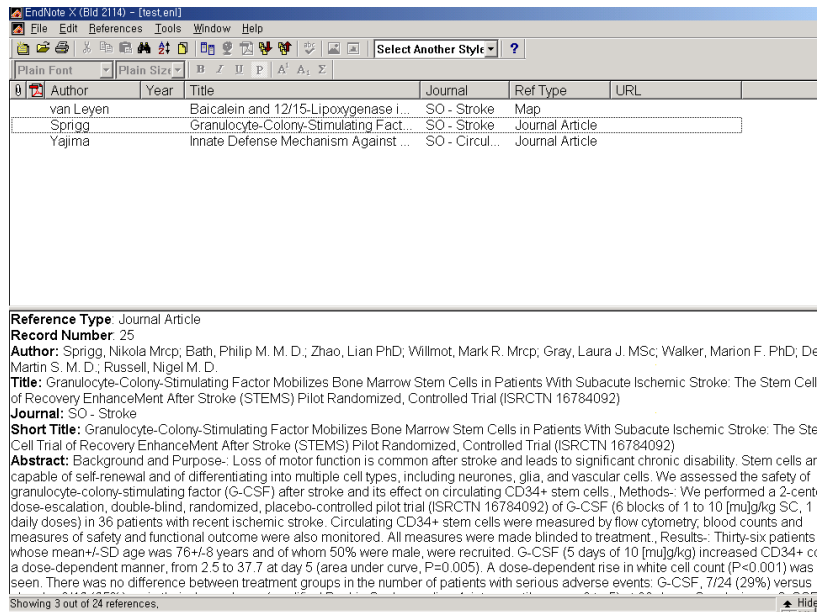 EndNote X (Bld 2114) - [test.enl]
File Edit References Tools Window Help
Select Another Style ?
Plain Font Plain Size B I U P A¹ A₁ Σ
Author Year Title Journal Ref Type URL
van Leyen Baicalein and 12/15-Lipoxygenase i... SO - Stroke Map
Sprigg Granulocyte-Colony-Stimulating Fact... SO - Stroke Journal Article
Yajima Innate Defense Mechanism Against ... SO - Circul... Journal Article
Reference Type: Journal Article
Record Number: 25
Author: Sprigg, Nikola Mrcp; Bath, Philip M. M. D.; Zhao, Lian PhD; Willmot, Mark R. Mrcp; Gray, Laura J. MSc; Walker, Marion F. PhD; De
Martin S. M. D.; Russell, Nigel M. D.
Title: Granulocyte-Colony-Stimulating Factor Mobilizes Bone Marrow Stem Cells in Patients With Subacute Ischemic Stroke: The Stem Cell
of Recovery EnhanceMent After Stroke (STEMS) Pilot Randomized, Controlled Trial (ISRCTN 16784092)
Journal: SO - Stroke
Short Title: Granulocyte-Colony-Stimulating Factor Mobilizes Bone Marrow Stem Cells in Patients With Subacute Ischemic Stroke: The Ste
Cell Trial of Recovery EnhanceMent After Stroke (STEMS) Pilot Randomized, Controlled Trial (ISRCTN 16784092)
Abstract: Background and Purpose-: Loss of motor function is common after stroke and leads to significant chronic disability. Stem cells ar
capable of self-renewal and of differentiating into multiple cell types, including neurones, glia, and vascular cells. We assessed the safety of
granulocyte-colony-stimulating factor (G-CSF) after stroke and its effect on circulating CD34+ stem cells., Methods-: We performed a 2-cent
dose-escalation, double-blind, randomized, placebo-controlled pilot trial (ISRCTN 16784092) of G-CSF (6 blocks of 1 to 10 [mu]g/kg SC, 1
daily doses) in 36 patients with recent ischemic stroke. Circulating CD34+ stem cells were measured by flow cytometry; blood counts and
measures of safety and functional outcome were also monitored. All measures were made blinded to treatment., Results-: Thirty-six patients
whose mean+/-SD age was 76+/-8 years and of whom 50% were male, were recruited. G-CSF (5 days of 10 [mu]g/kg) increased CD34+ co
a dose-dependent manner, from 2.5 to 37.7 at day 5 (area under curve, P=0.005). A dose-dependent rise in white cell count (P<0.001) was
seen. There was no difference between treatment groups in the number of patients with serious adverse events: G-CSF, 7/24 (29%) versus
Showing 3 out of 24 references. Hide